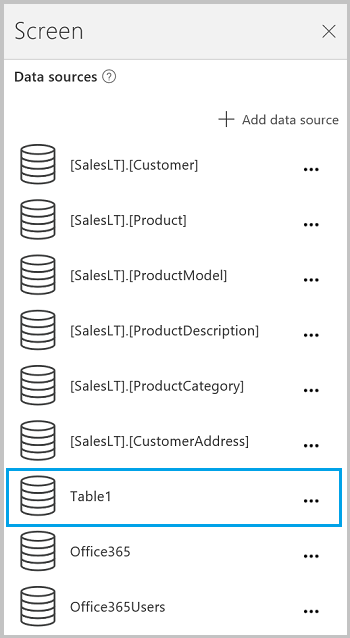 Screen
Data sources ?
+ Add data source
[SalesLT].[Customer] ...
[SalesLT].[Product] ...
[SalesLT].[ProductModel] ...
[SalesLT].[ProductDescription] ...
[SalesLT].[ProductCategory] ...
[SalesLT].[CustomerAddress] ...
Table1 ...
Office365 ...
Office365Users ...